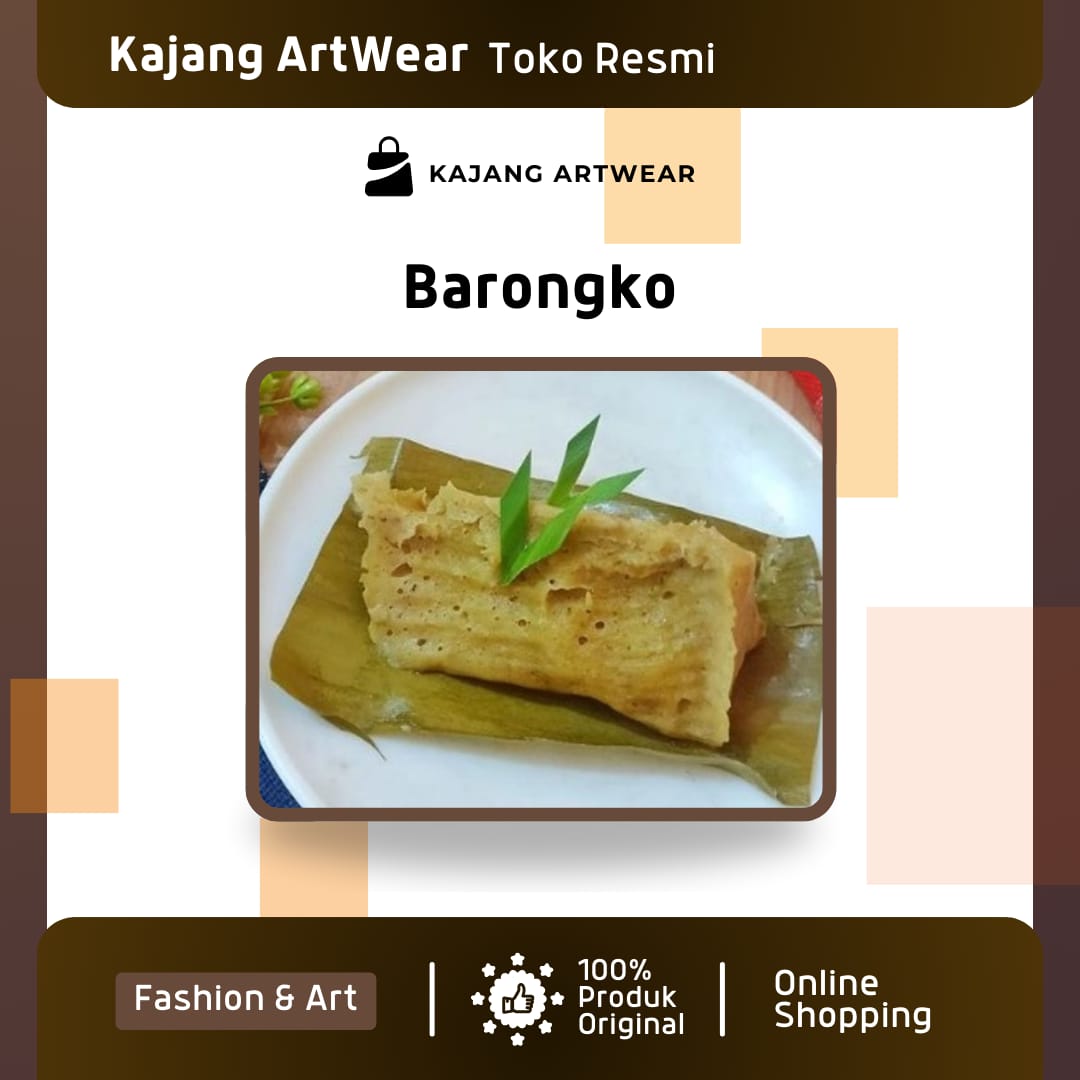 Kajang ArtWear Toko Resmi
KAJANG ARTWEAR
Barongko
Fashion & Art
100%
Produk
Original
Online
Shopping